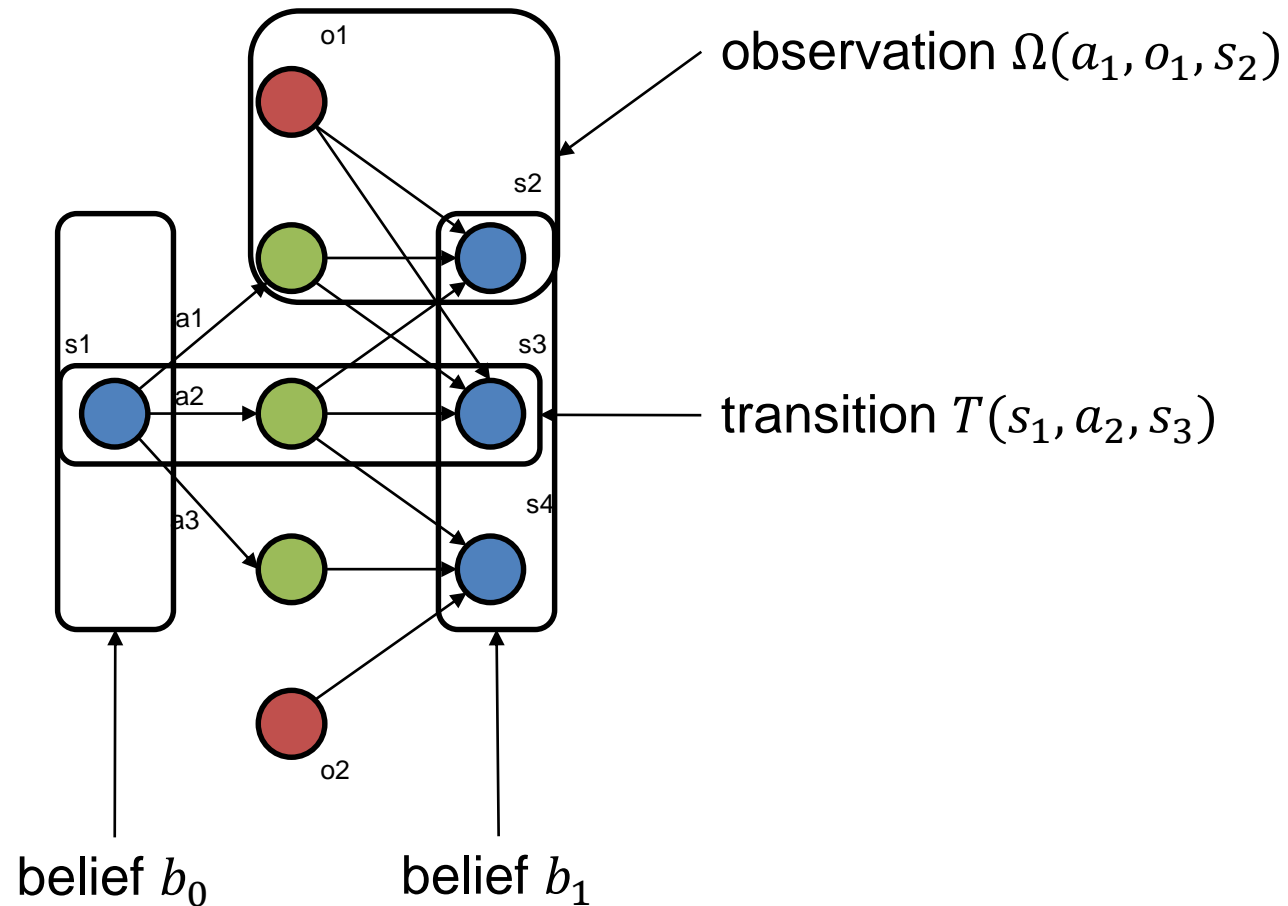 o1
observation Ω(a₁, o₁, s₂)
s2
a1
s1
s3
a2
transition T(s₁, a₂, s₃)
s4
a3
o2
belief b₀
belief b₁